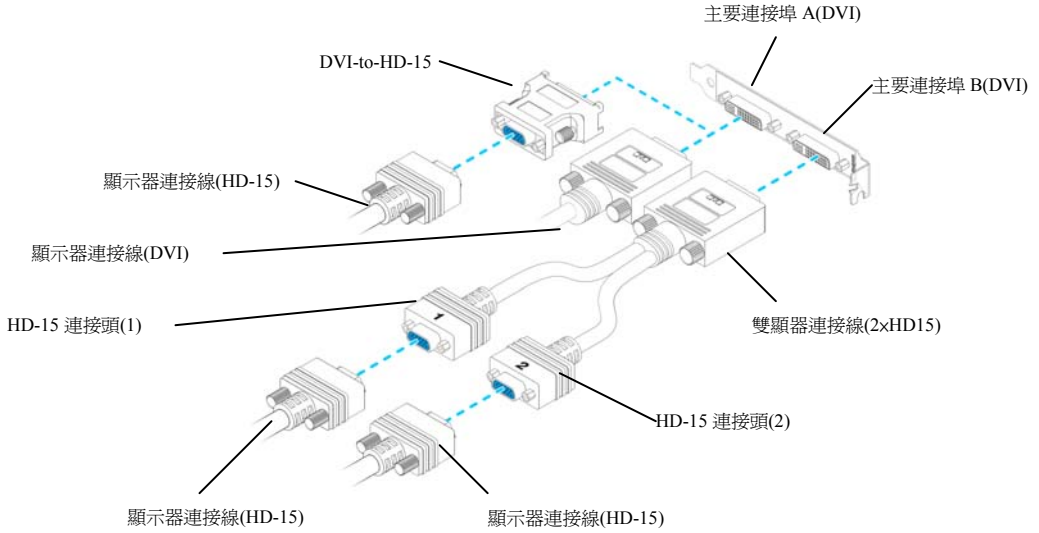 主要連接埠 A(DVI)
DVI-to-HD-15
主要連接埠 B(DVI)
顯示器連接線(HD-15)
顯示器連接線(DVI)
HD-15 連接頭(1)
1
雙顯器連接線(2xHD15)
2
HD-15 連接頭(2)
顯示器連接線(HD-15)
顯示器連接線(HD-15)